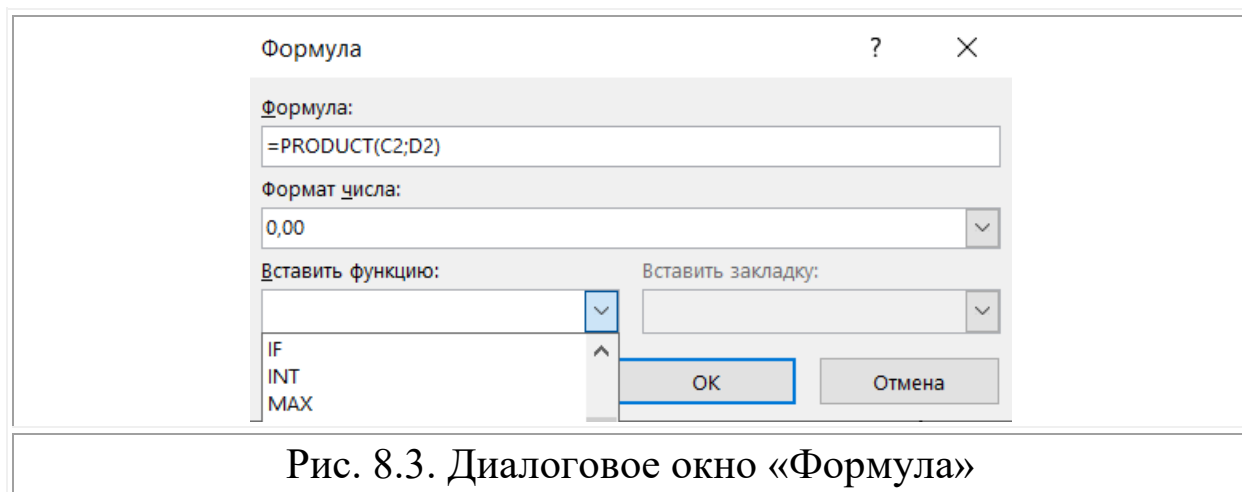 Формула ?
Формула:
=PRODUCT(C2;D2)
Формат числа:
0,00
Вставить функцию: Вставить закладку:
IF
INT
MAX
OK Отмена
Рис. 8.3. Диалоговое окно «Формула»